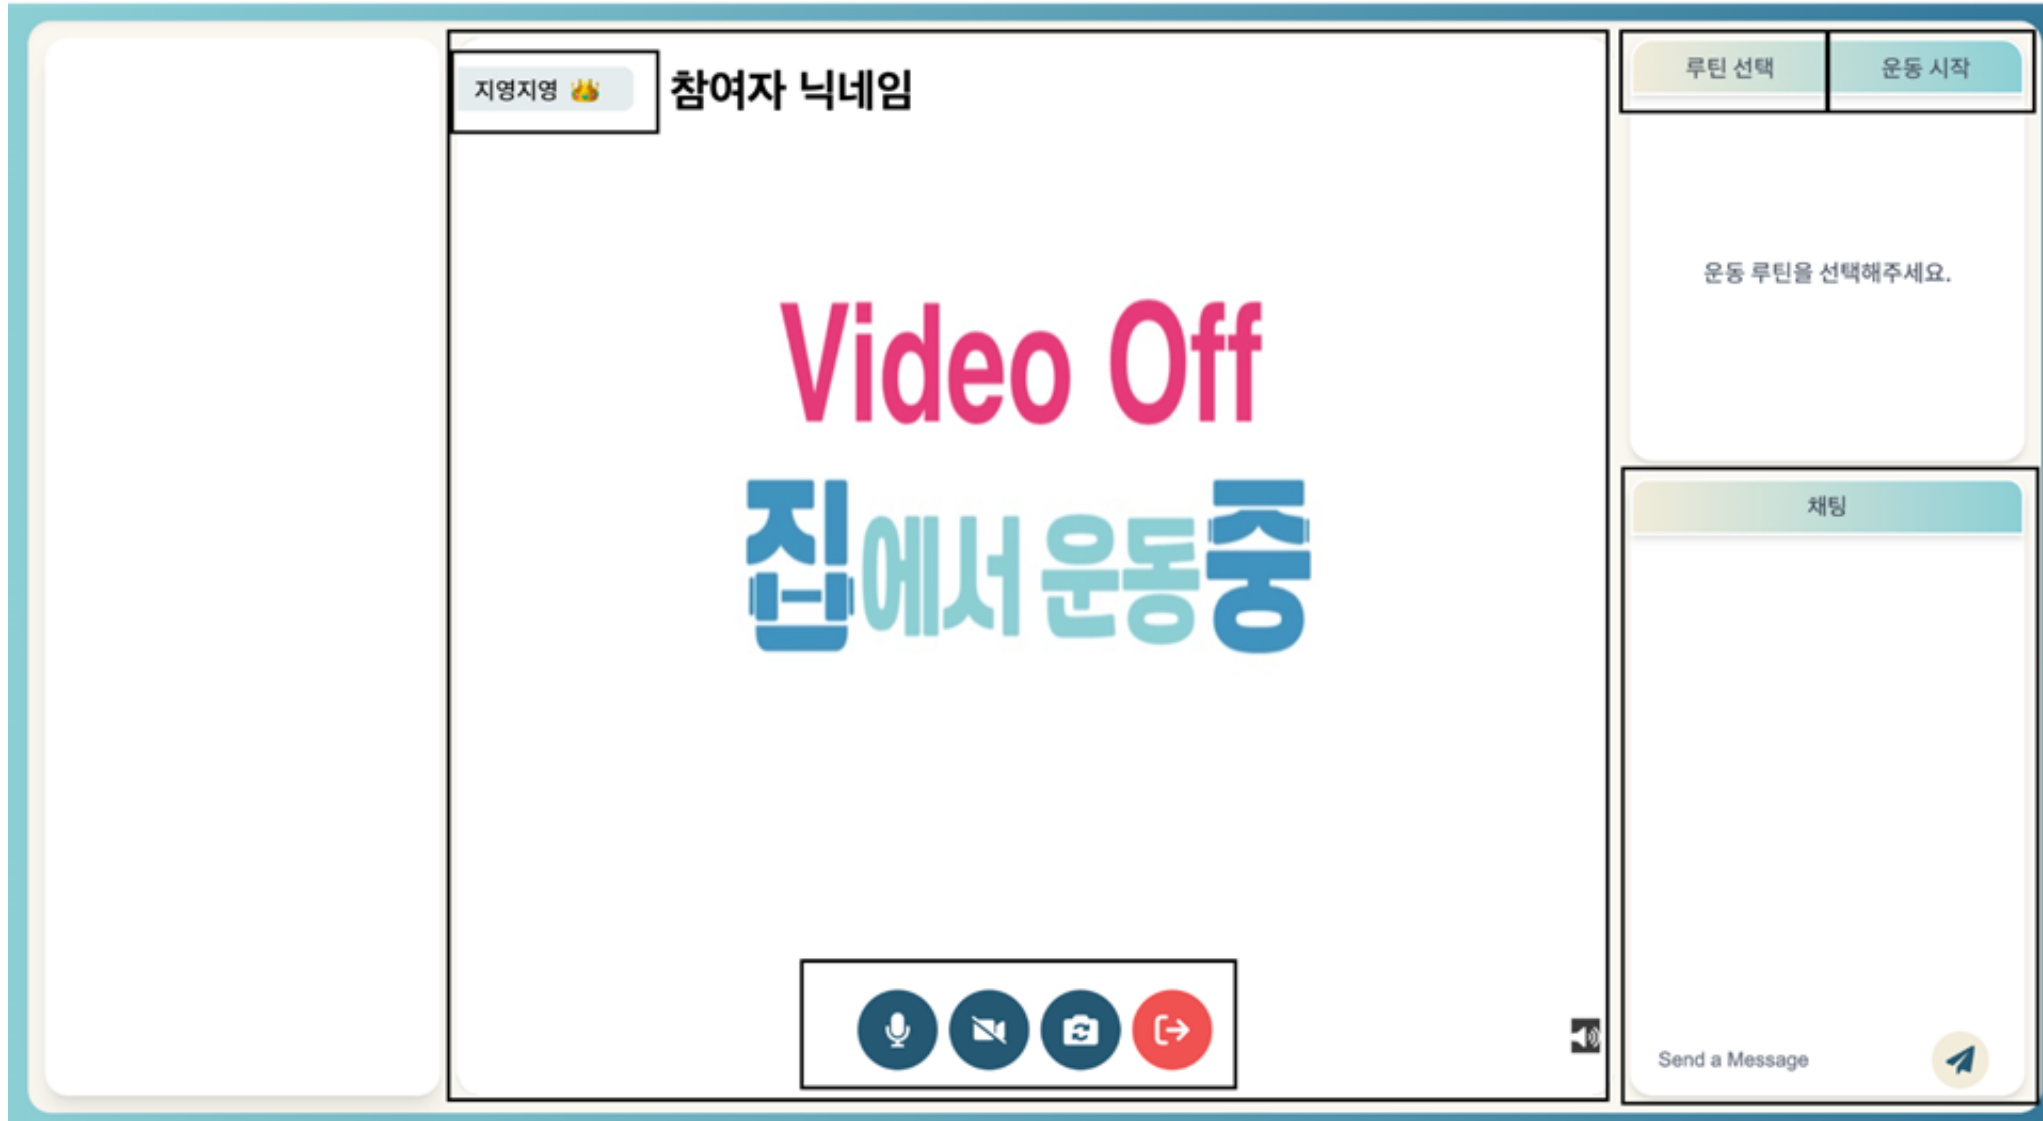 지영지영
참여자 닉네임
Video Off
집에서 운동중
루틴 선택
운동 시작
운동 루틴을 선택해주세요.
채팅
Send a Message